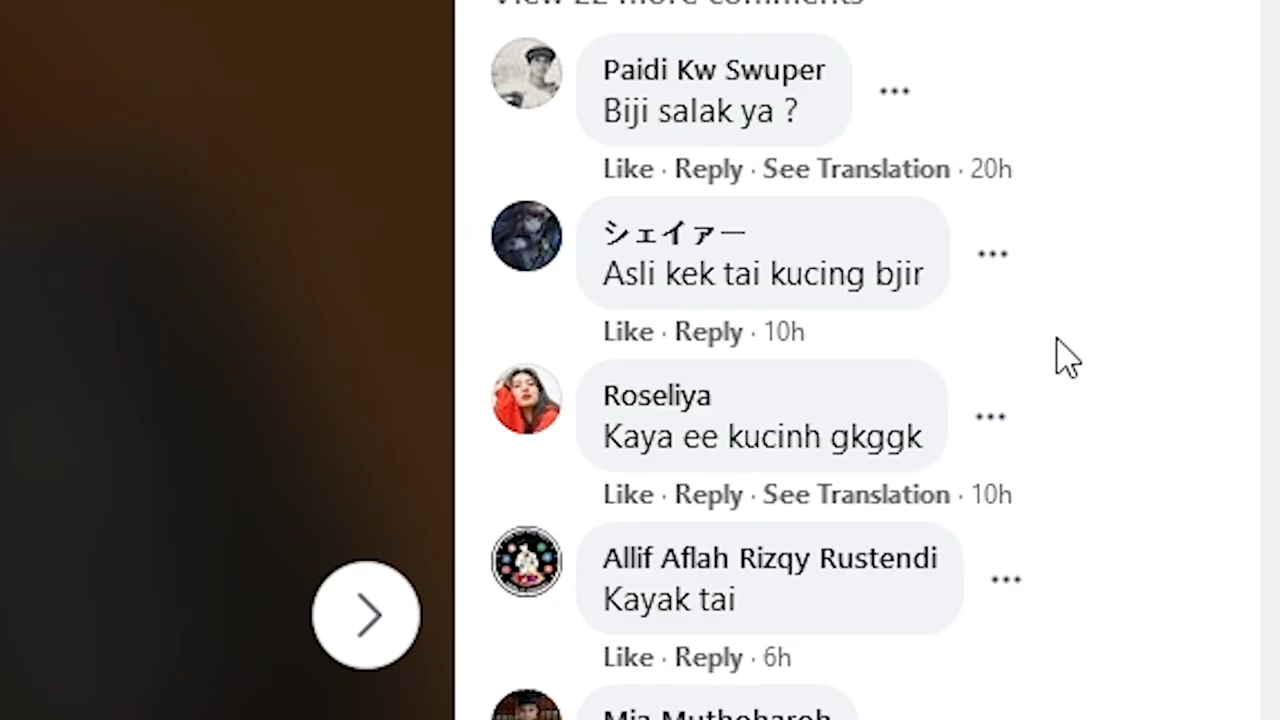 View 22 more comments
Paidi Kw Swuper
Biji salak ya ?
Like · Reply · See Translation · 20h
シェイァー
Asli kek tai kucing bjir
Like · Reply · 10h
Roseliya
Kaya ee kucinh gkggk
Like · Reply · See Translation · 10h
Allif Aflah Rizqy Rustendi
Kayak tai
Like · Reply · 6h
Mia Muthoharoh